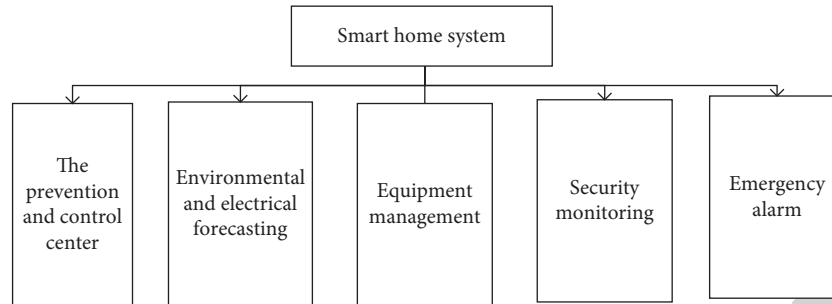 Smart home system
The
prevention
and control
center
Environmental
and electrical
forecasting
Equipment
management
Security
monitoring
Emergency
alarm